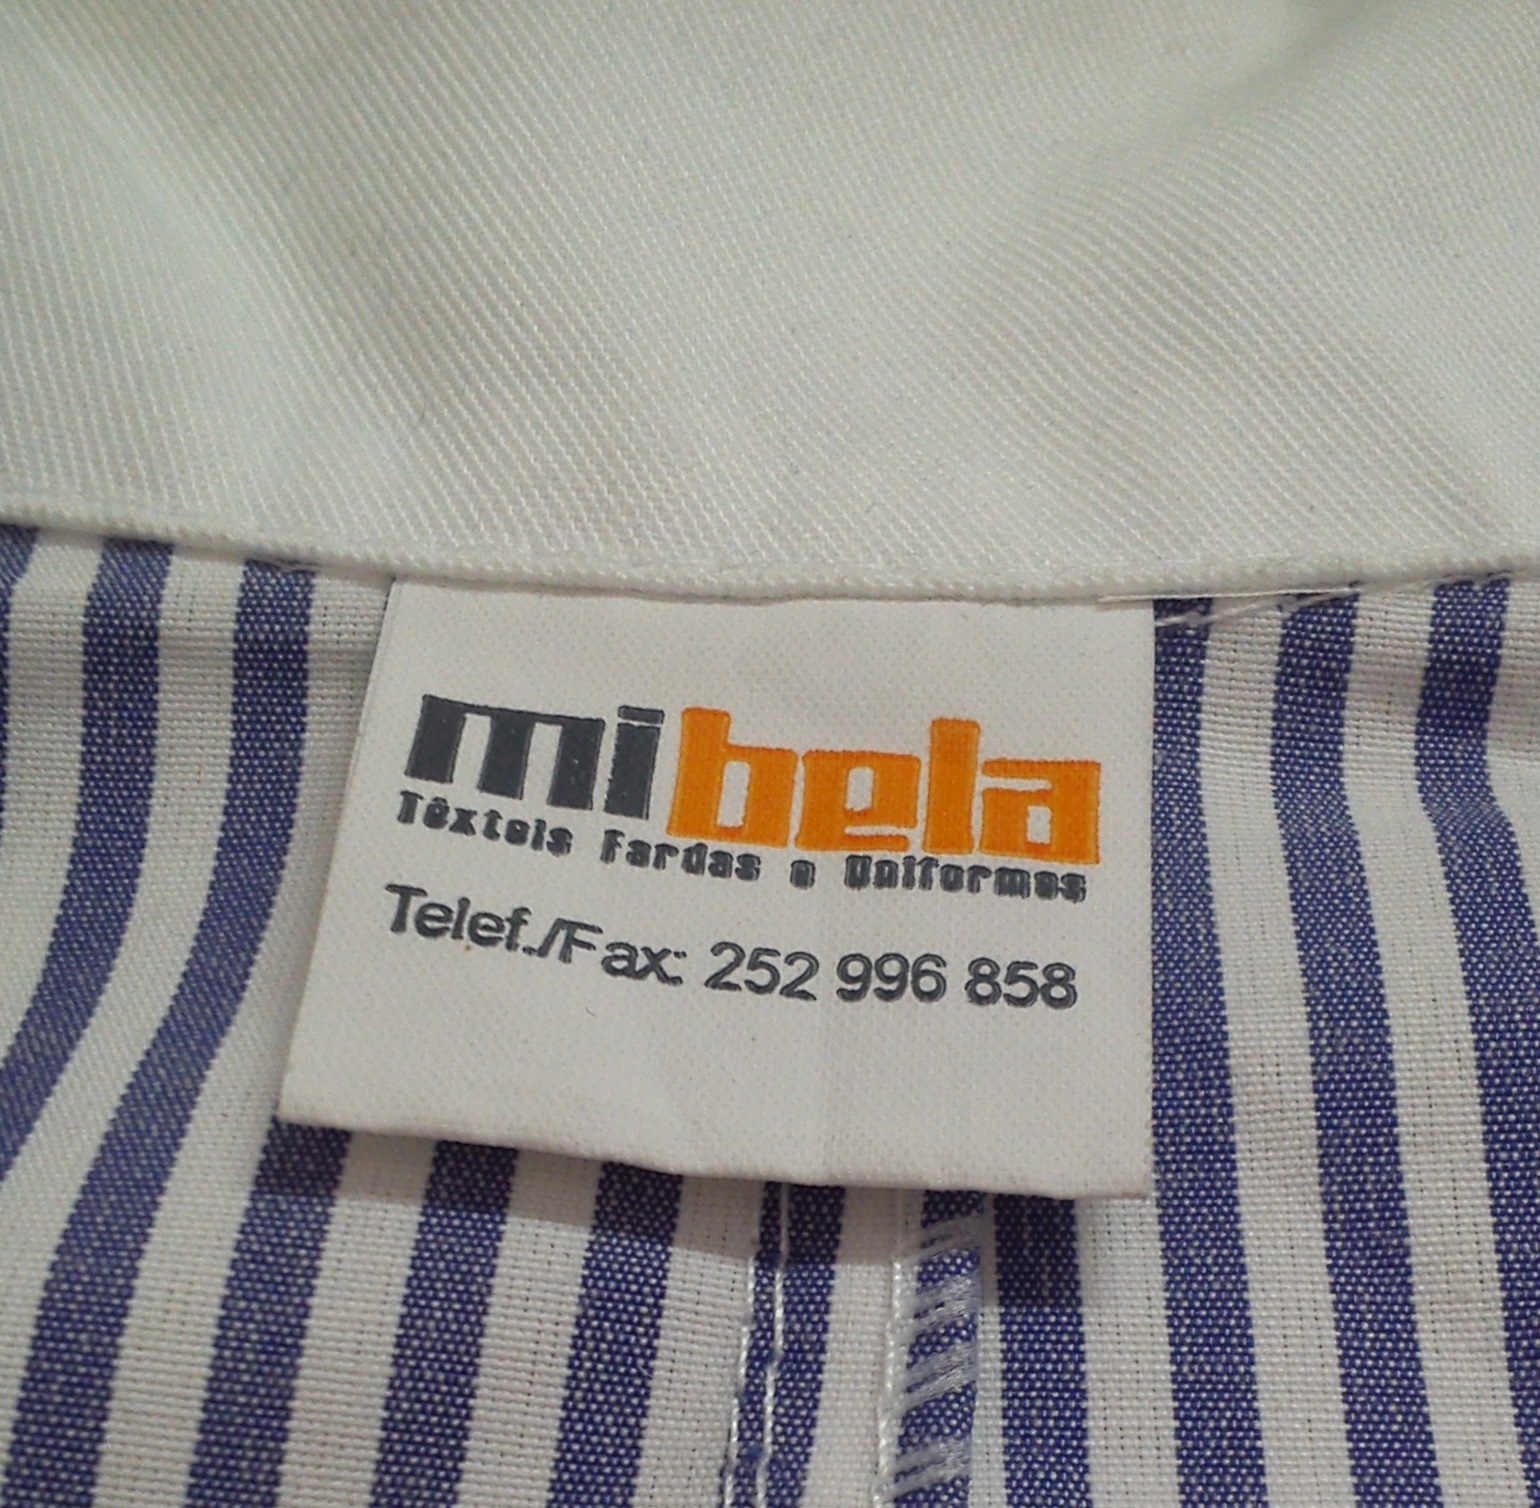 mibela
Têxteis Fardas e Uniformes
Telef./Fax: 252 996 858